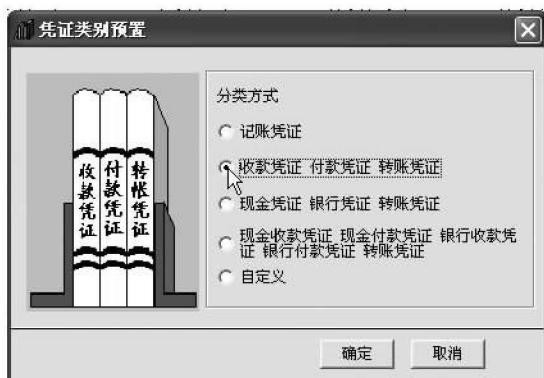 凭证类别预置
收款凭证
付款凭证
转帐凭证
分类方式
记账凭证
收款凭证 付款凭证 转账凭证
现金凭证 银行凭证 转账凭证
现金收款凭证 现金付款凭证 银行收款凭
证 银行付款凭证 转账凭证
自定义
确定 取消